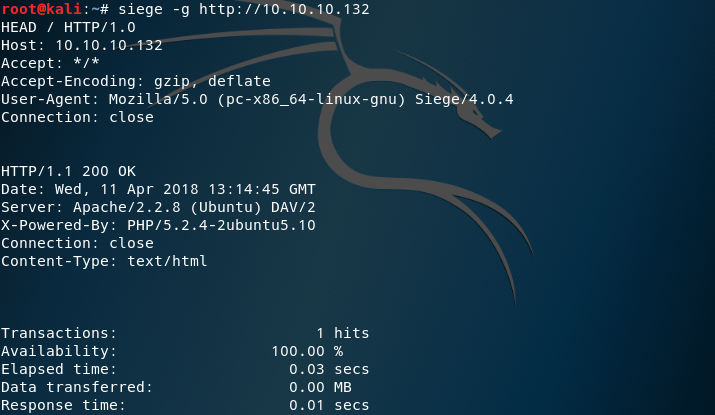 root@kali:~# siege -g http://10.10.10.132
HEAD / HTTP/1.0
Host: 10.10.10.132
Accept: */*
Accept-Encoding: gzip, deflate
User-Agent: Mozilla/5.0 (pc-x86_64-linux-gnu) Siege/4.0.4
Connection: close
HTTP/1.1 200 OK
Date: Wed, 11 Apr 2018 13:14:45 GMT
Server: Apache/2.2.8 (Ubuntu) DAV/2
X-Powered-By: PHP/5.2.4-2ubuntu5.10
Connection: close
Content-Type: text/html
Transactions: 1 hits
Availability: 100.00 %
Elapsed time: 0.03 secs
Data transferred: 0.00 MB
Response time: 0.01 secs